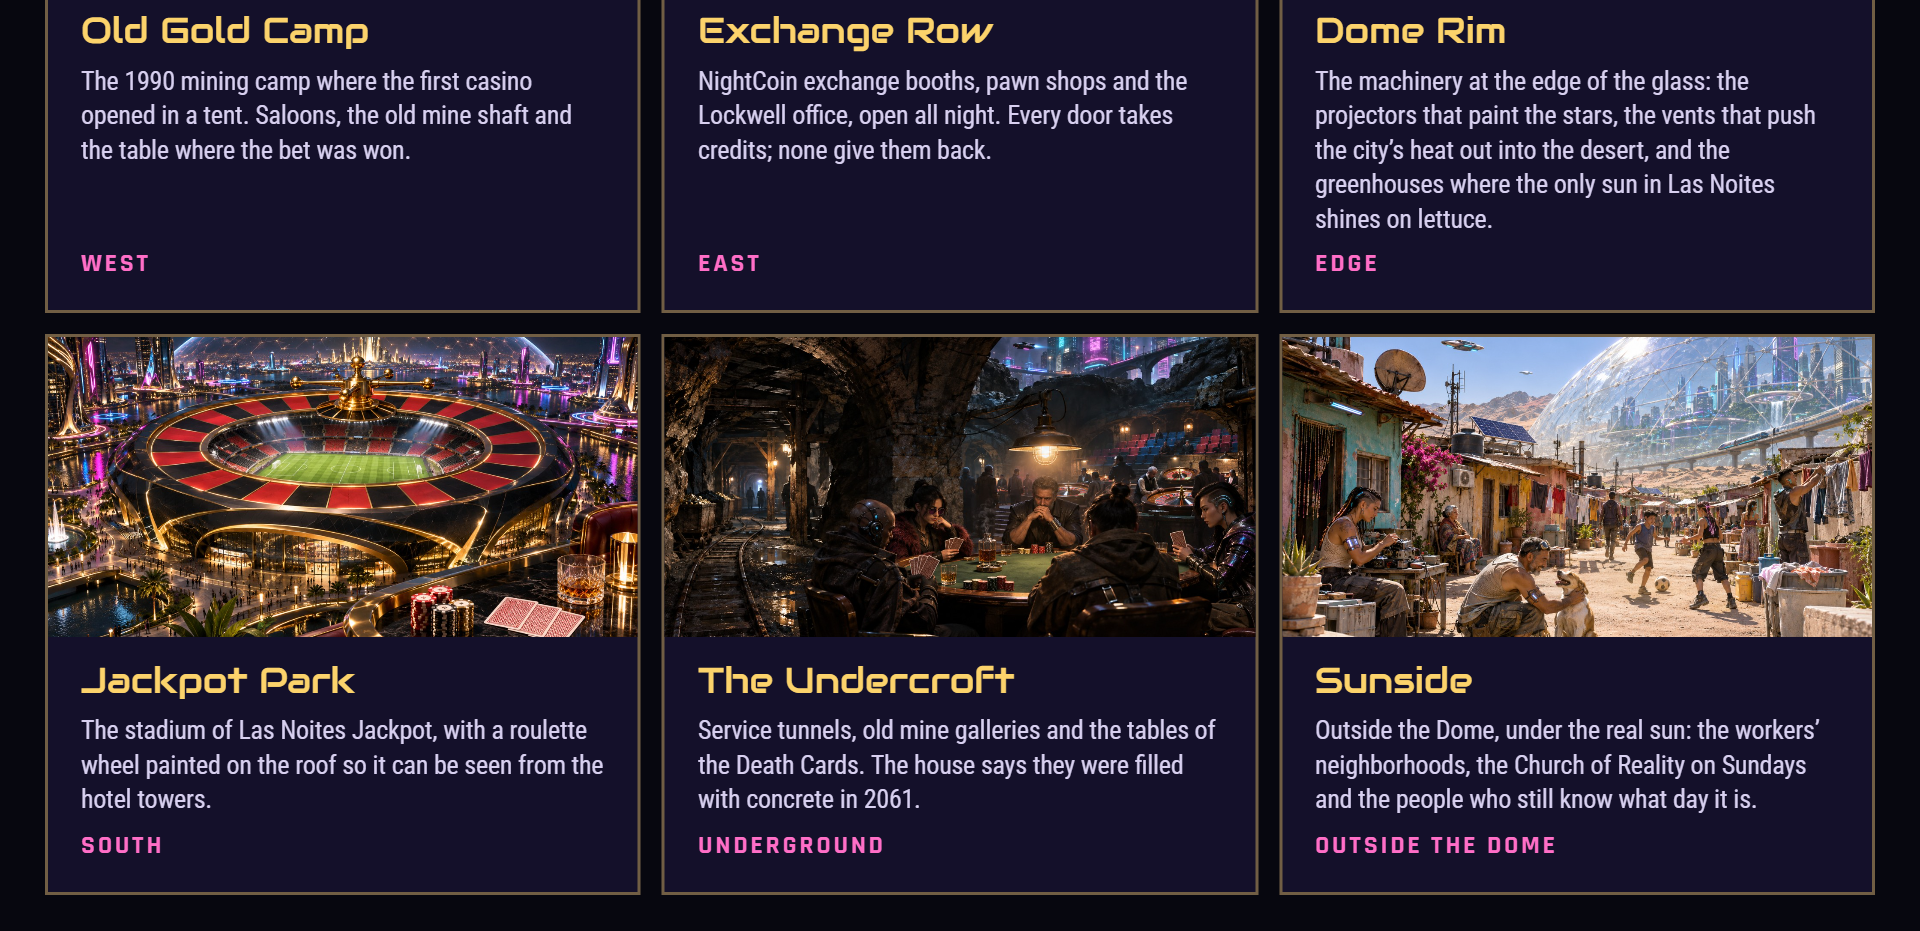 Old Gold Camp
The 1990 mining camp where the first casino
opened in a tent. Saloons, the old mine shaft and
the table where the bet was won.
WEST
Exchange Row
NightCoin exchange booths, pawn shops and the
Lockwell office, open all night. Every door takes
credits; none give them back.
EAST
Dome Rim
The machinery at the edge of the glass: the
projectors that paint the stars, the vents that push
the city’s heat out into the desert, and the
greenhouses where the only sun in Las Noites
shines on lettuce.
EDGE
Jackpot Park
The stadium of Las Noites Jackpot, with a roulette
wheel painted on the roof so it can be seen from the
hotel towers.
SOUTH
The Undercroft
Service tunnels, old mine galleries and the tables of
the Death Cards. The house says they were filled
with concrete in 2061.
UNDERGROUND
Sunside
Outside the Dome, under the real sun: the workers’
neighborhoods, the Church of Reality on Sundays
and the people who still know what day it is.
OUTSIDE THE DOME